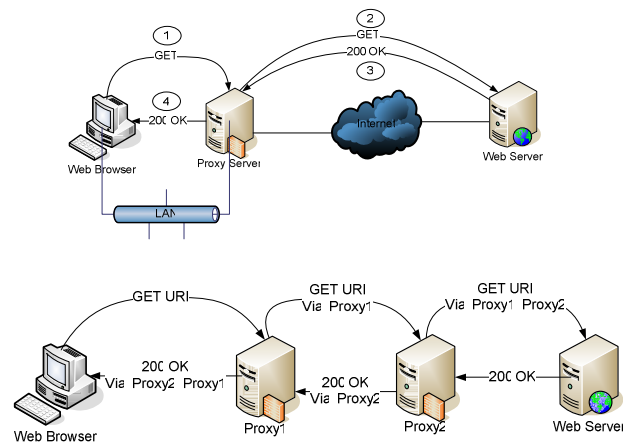 1
2
GET
GET
200 OK
3
4
200 OK
Internet
Web Browser
Proxy Server
Web Server
LAN
GET URI
GET URI
Via Proxy1
GET URI
Via Proxy1 Proxy2
200 OK
Via Proxy2 Proxy1
200 OK
Via Proxy2
200 OK
Web Browser
Proxy1
Proxy2
Web Server